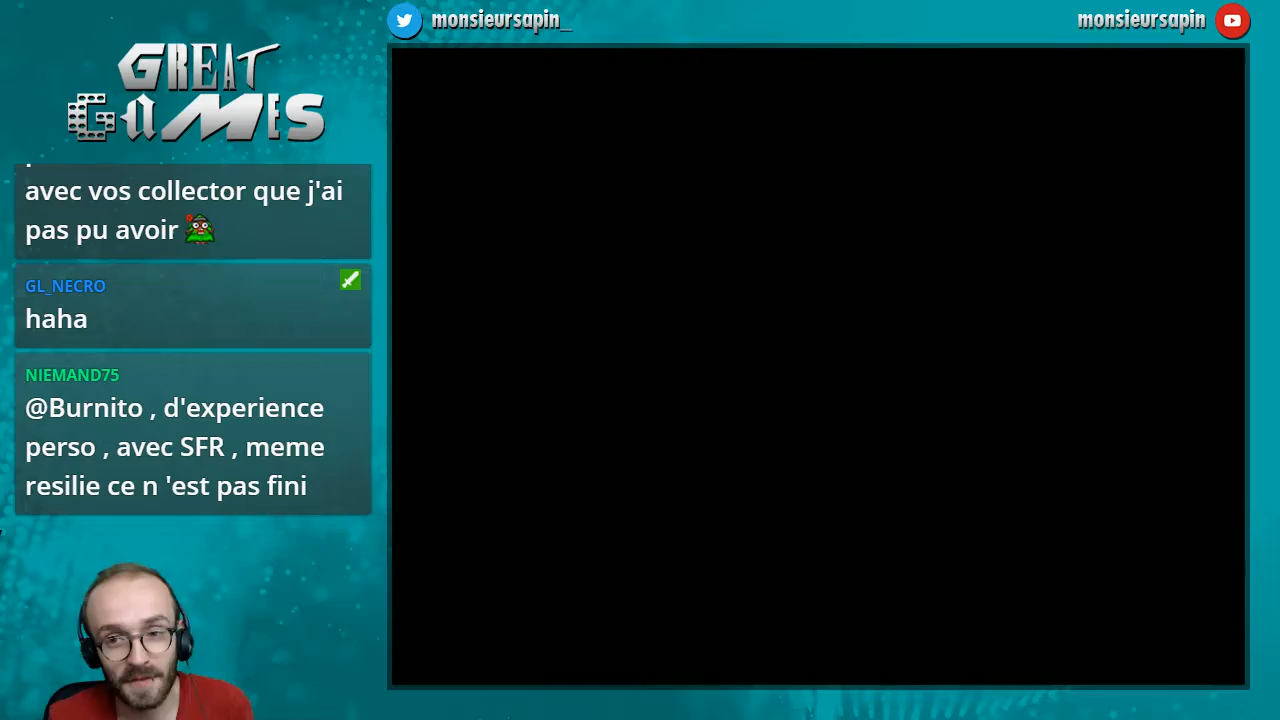 monsieursapin_
monsieursapin
GREAT
GAMES
avec vos collector que j'ai
pas pu avoir
GL_NECRO
haha
NIEMAND75
@Burnito , d'experience
perso , avec SFR , meme
resilie ce n 'est pas fini